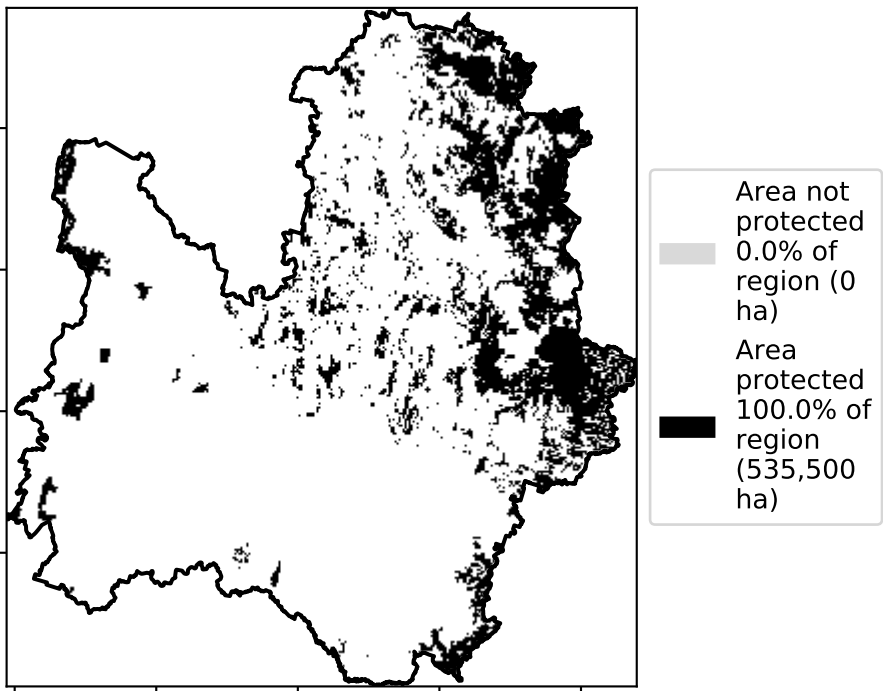 Area not
protected
0.0% of
region (0
ha)
Area
protected
100.0% of
region
(535,500
ha)